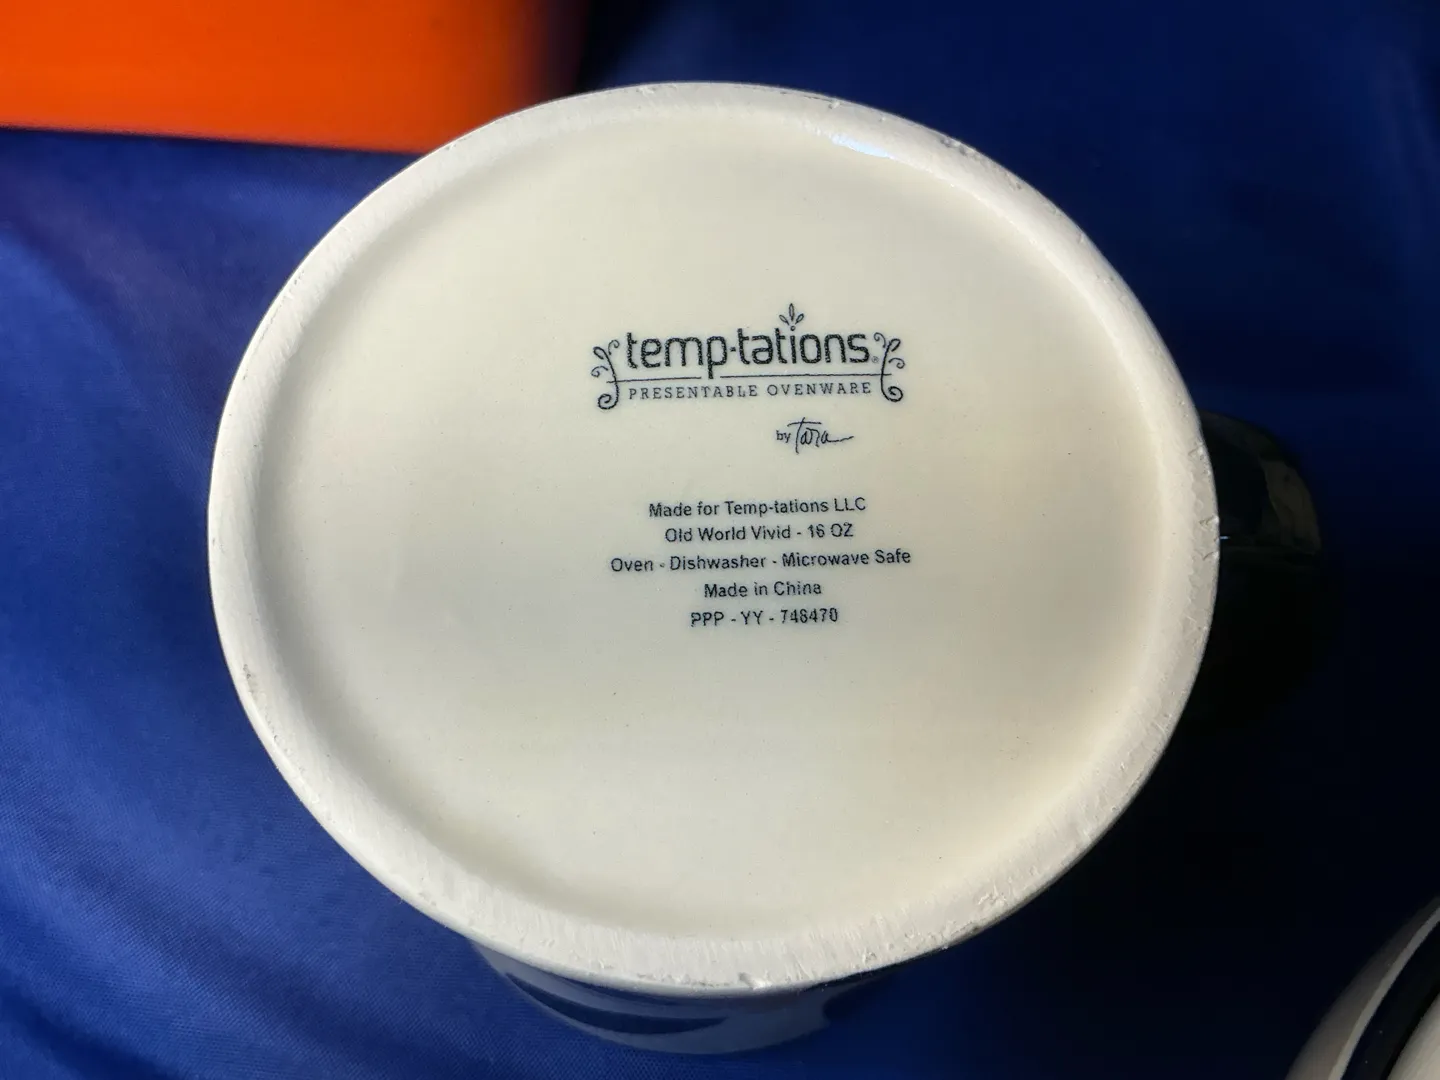 temp-tations®
PRESENTABLE OVENWARE
by Tara
Made for Temp-tations LLC
Old World Vivid - 16 OZ
Oven - Dishwasher - Microwave Safe
Made in China
PPP - YY - 748470